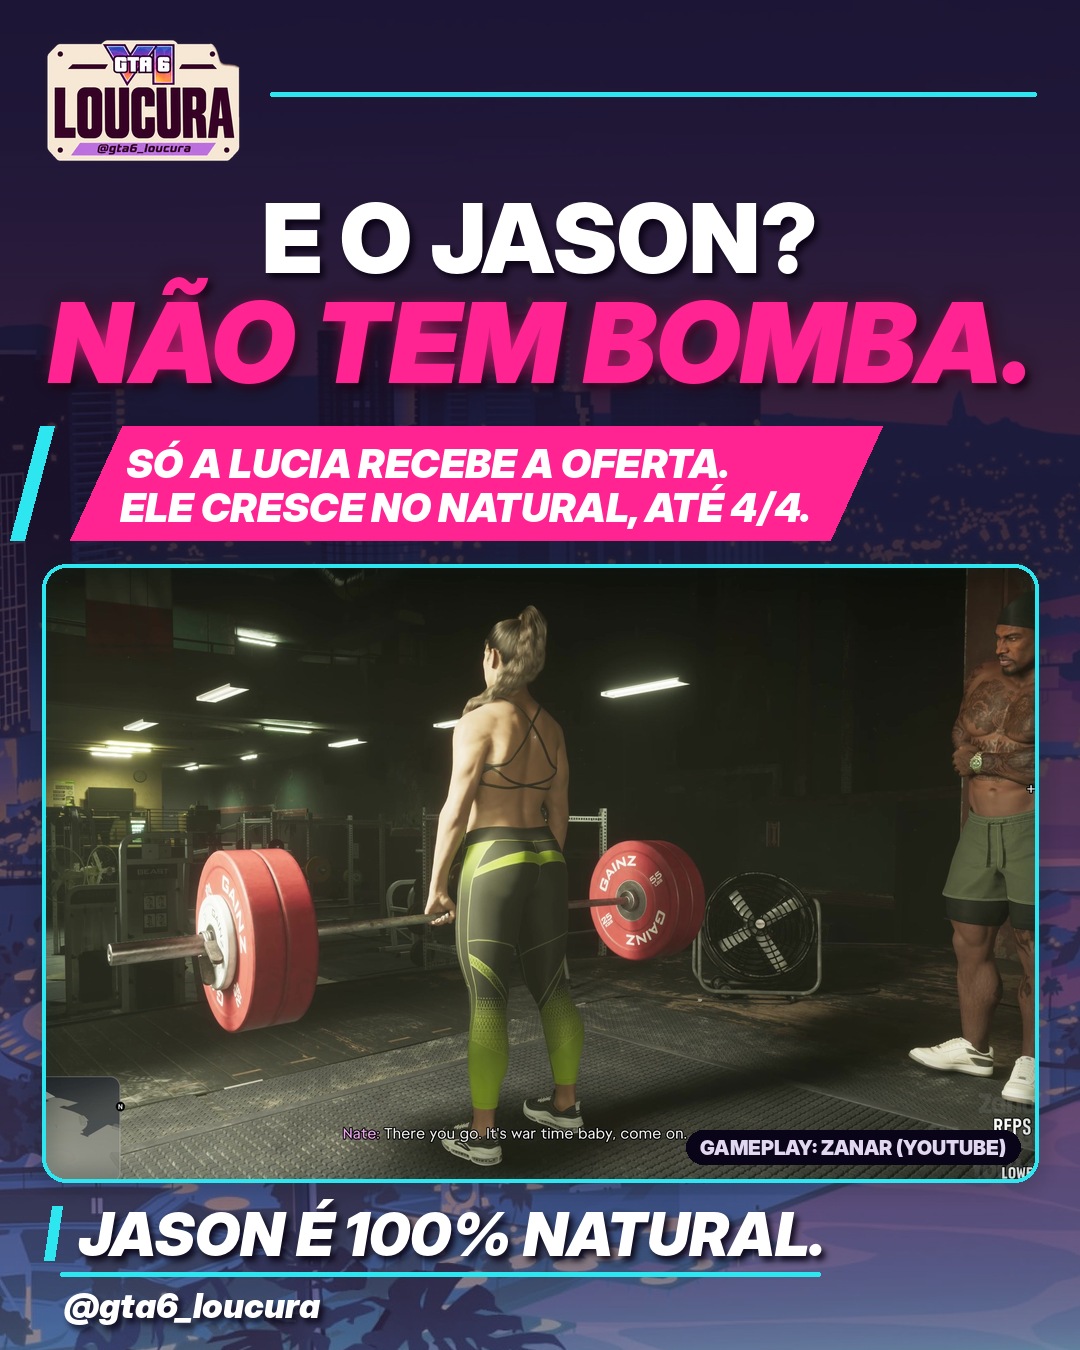 GTA 6
LOUCURA
@gta6_loucura
E O JASON?
NÃO TEM BOMBA.
SÓ A LUCIA RECEBE A OFERTA.
ELE CRESCE NO NATURAL, ATÉ 4/4.
GAINZ
GAINZ
GAINZ
55
N
Nate: There you go. It's war time baby, come on.
REPS
GAMEPLAY: ZANAR (YOUTUBE)
JASON É 100% NATURAL.
@gta6_loucura